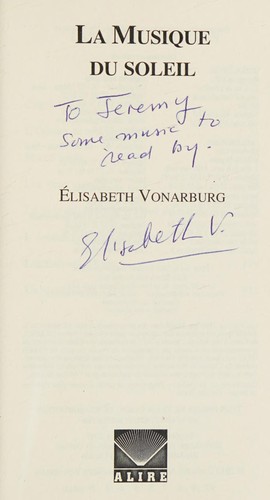 LA MUSIQUE
DU SOLEIL
To Jeremy
Some music to
read by.
ÉLISABETH VONARBURG
Elisabeth V.
ALIRE